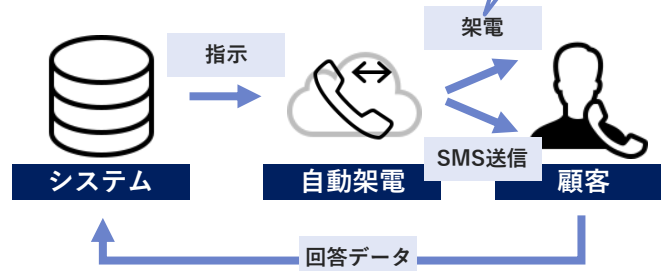 架電
指示
SMS送信
システム
自動架電
顧客
回答データ